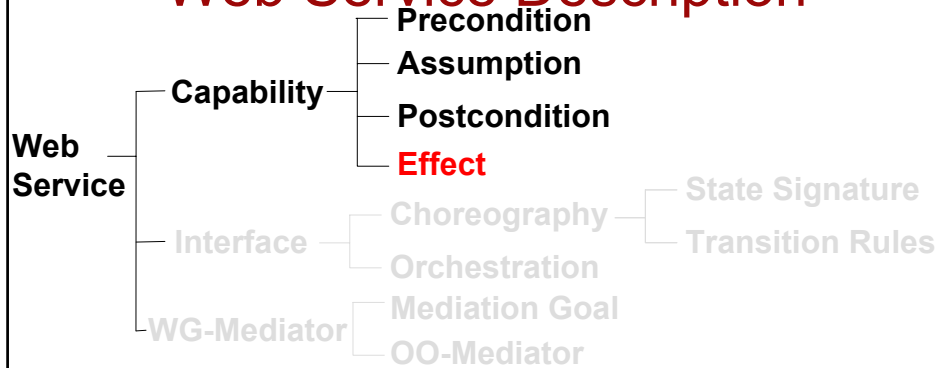 Web Service Description
Precondition
Assumption
Capability
Postcondition
Web
Service
Effect
State Signature
Choreography
Interface
Transition Rules
Orchestration
Mediation Goal
WG-Mediator
OO-Mediator